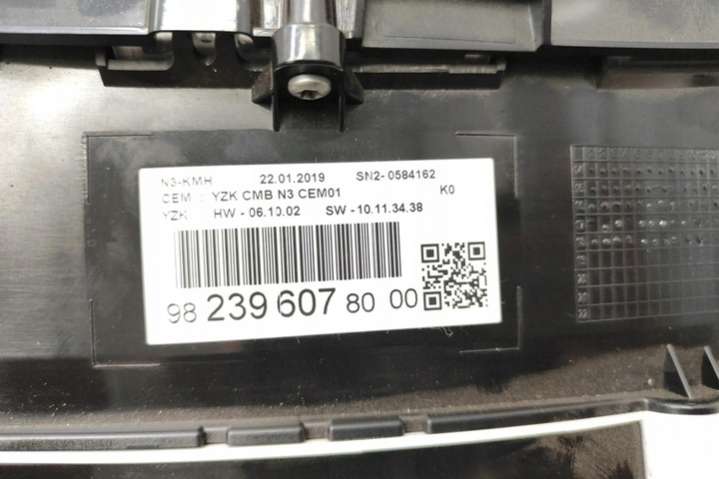 N3-KMH 22.01.2019 SN2- 0584162
CEM YZK CMB N3 CEM01 K0
YZK HW - 06.10.02 SW - 10.11.34.38
98 239 607 80 00